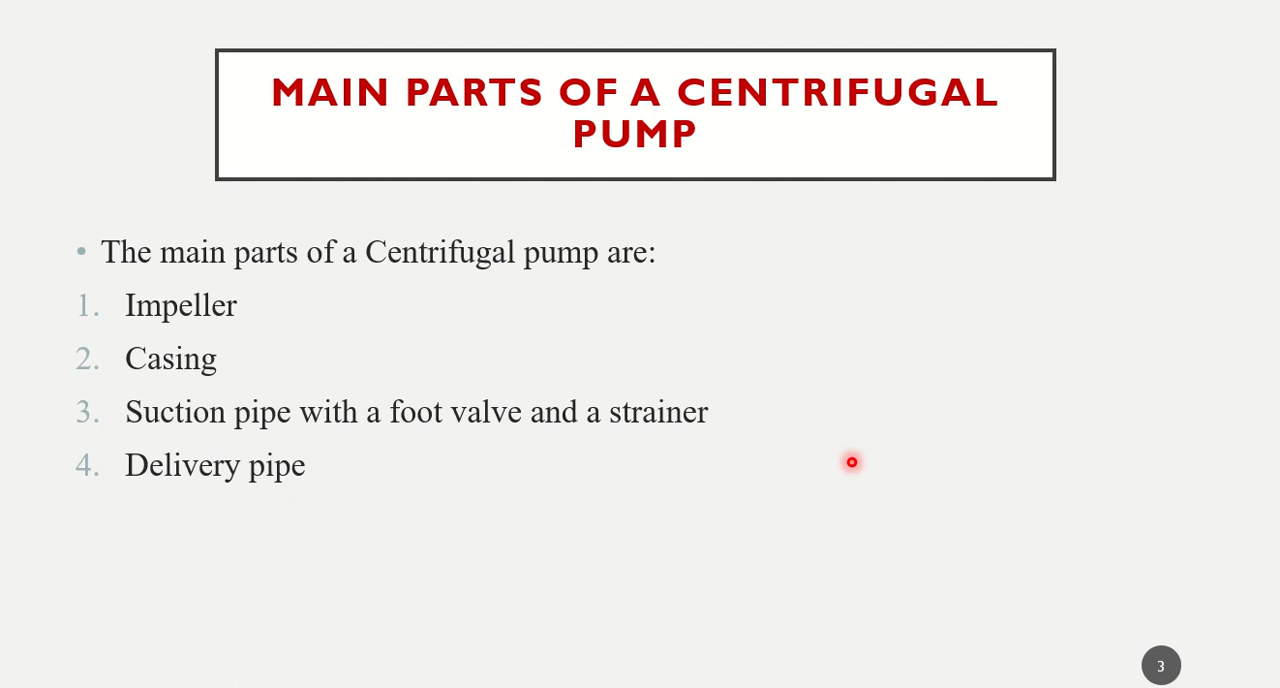 MAIN PARTS OF A CENTRIFUGAL
PUMP
• The main parts of a Centrifugal pump are:
1. Impeller
2. Casing
3. Suction pipe with a foot valve and a strainer
4. Delivery pipe
3